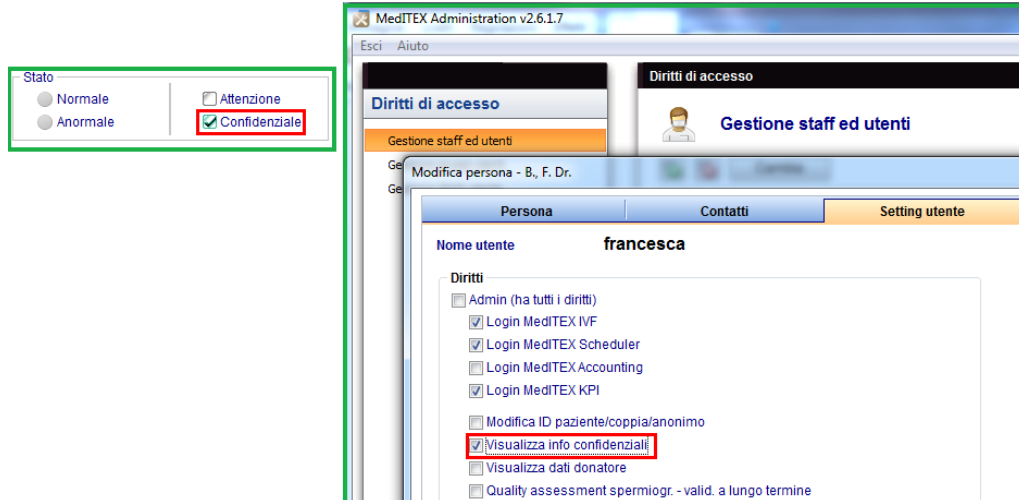 Stato
Normale
Attenzione
Anormale
Confidenziale
MedITEX Administration v2.6.1.7
Esci Aiuto
Diritti di accesso
Diritti di accesso
Gestione staff ed utenti
Gestione staff ed utenti
Ge
Ge
Modifica persona - B., F. Dr.
Persona Contatti Setting utente
Nome utente francesca
Diritti
Admin (ha tutti i diritti)
Login MedITEX IVF
Login MedITEX Scheduler
Login MedITEX Accounting
Login MedITEX KPI
Modifica ID paziente/coppia/anonimo
Visualizza info confidenziali
Visualizza dati donatore
Quality assessment spermiogr. - valid. a lungo termine